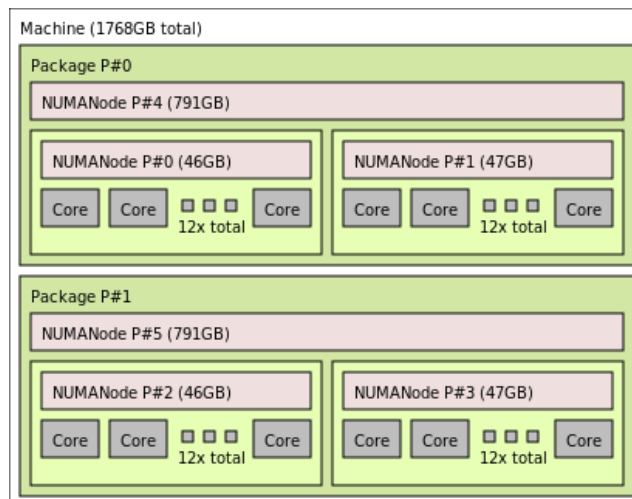 Machine (1768GB total)
Package P#0
NUMANode P#4 (791GB)
NUMANode P#0 (46GB) NUMANode P#1 (47GB)
Core Core Core Core Core Core
12x total 12x total
Package P#1
NUMANode P#5 (791GB)
NUMANode P#2 (46GB) NUMANode P#3 (47GB)
Core Core Core Core Core Core
12x total 12x total